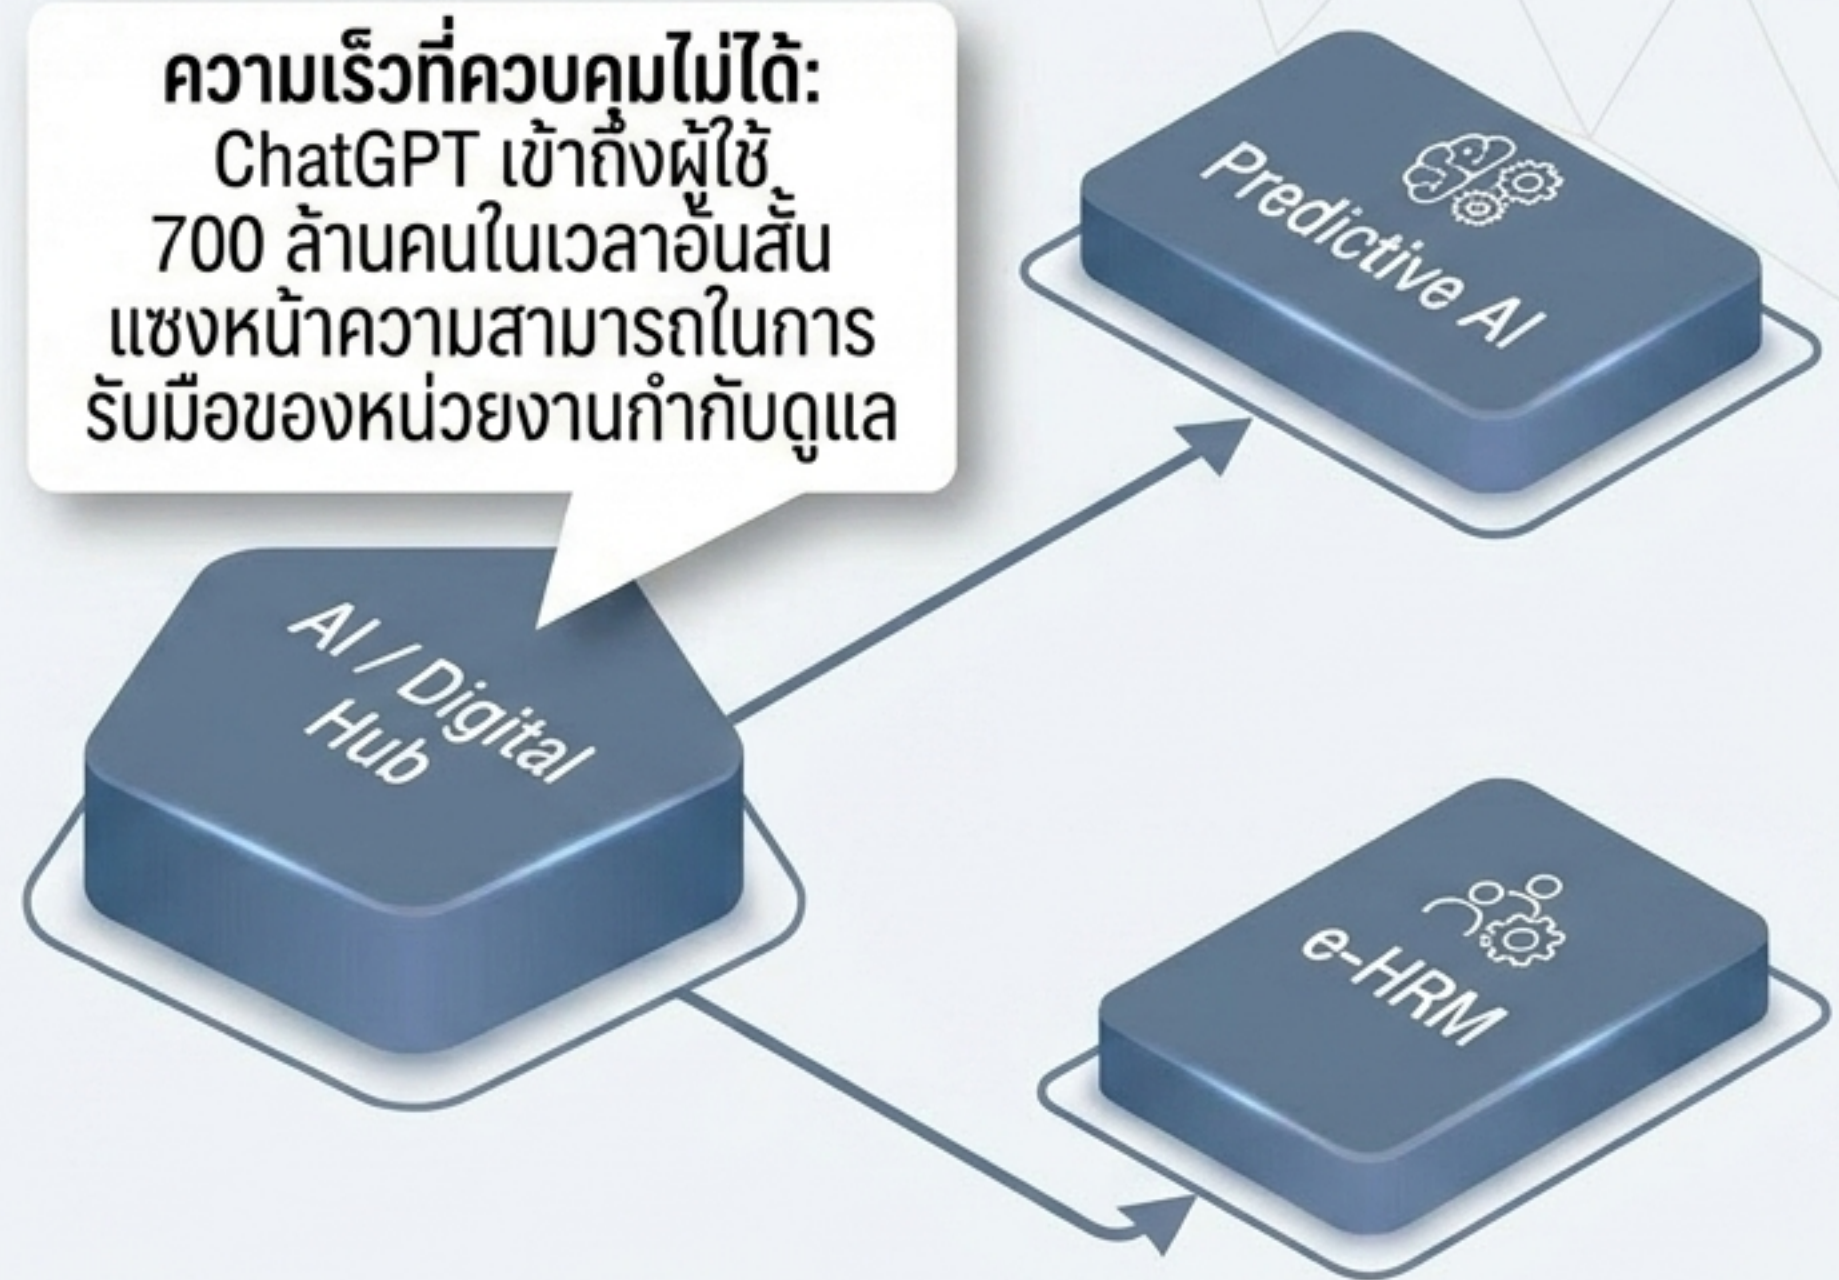 ความเร็วที่ควบคุมไม่ได้:
ChatGPT เข้าถึงผู้ใช้
700 ล้านคนในเวลาอันสั้น
แซงหน้าความสามารถในการ
รับมือของหน่วยงานกำกับดูแล
Predictive AI
AI / Digital
Hub
e-HRM